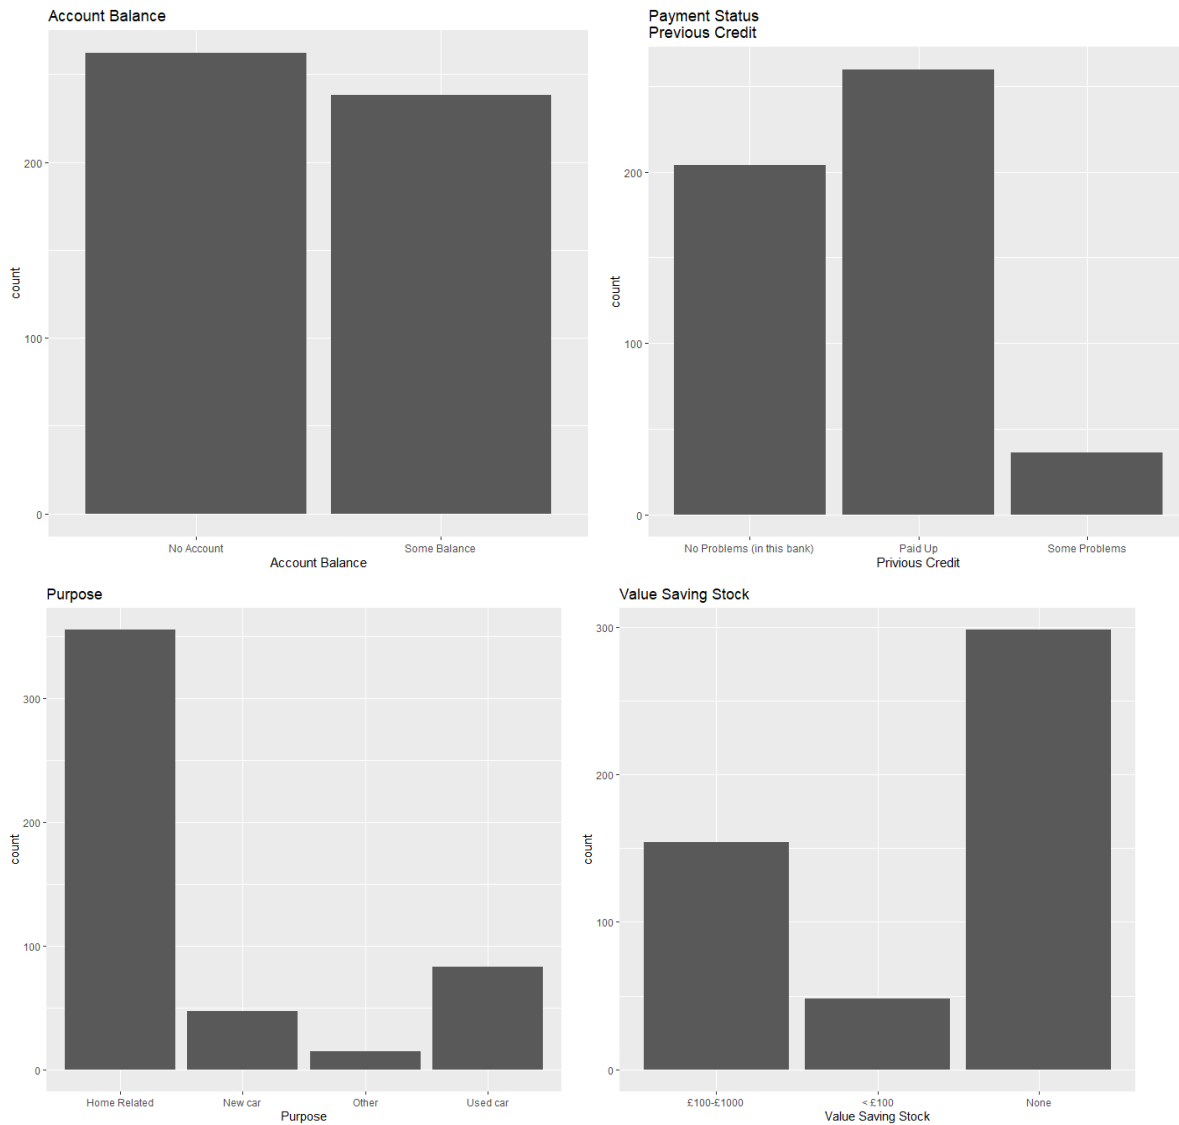 Account Balance
count
200
100
0
No Account
Some Balance
Account Balance
Payment Status
Previous Credit
count
200
100
0
No Problems (in this bank)
Paid Up
Some Problems
Privious Credit
Purpose
count
300
200
100
0
Home Related
New car
Other
Used car
Purpose
Value Saving Stock
count
300
200
100
0
£100-£1000
< £100
None
Value Saving Stock